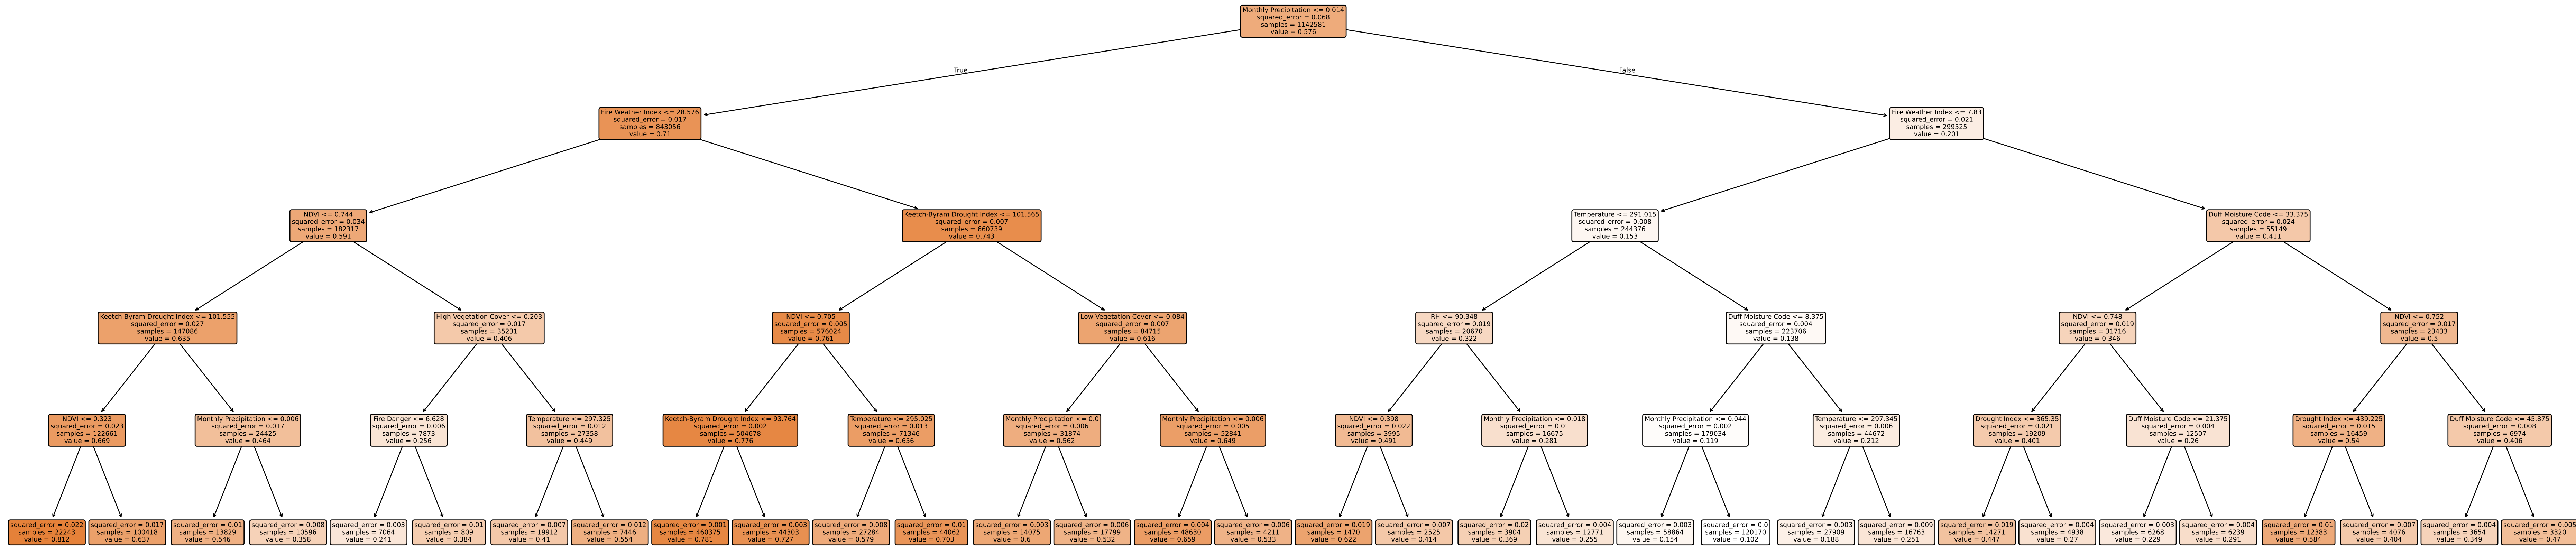 Monthly Precipitation <= 0.014
squared_error = 0.068
samples = 1142581
value = 0.576
True
False
Fire Weather Index <= 28.576
squared_error = 0.017
samples = 843056
value = 0.71
Fire Weather Index <= 7.83
squared_error = 0.021
samples = 299525
value = 0.201
NDVI <= 0.744
squared_error = 0.034
samples = 182317
value = 0.591
Keetch-Byram Drought Index <= 101.565
squared_error = 0.007
samples = 660739
value = 0.743
Temperature <= 291.015
squared_error = 0.008
samples = 244376
value = 0.153
Duff Moisture Code <= 33.375
squared_error = 0.024
samples = 55149
value = 0.411
Keetch-Byram Drought Index <= 101.555
squared_error = 0.027
samples = 147086
value = 0.635
High Vegetation Cover <= 0.203
squared_error = 0.017
samples = 35231
value = 0.406
NDVI <= 0.705
squared_error = 0.005
samples = 576024
value = 0.761
Low Vegetation Cover <= 0.084
squared_error = 0.007
samples = 84715
value = 0.616
RH <= 90.348
squared_error = 0.019
samples = 20670
value = 0.322
Duff Moisture Code <= 8.375
squared_error = 0.004
samples = 223706
value = 0.138
NDVI <= 0.748
squared_error = 0.019
samples = 31716
value = 0.346
NDVI <= 0.752
squared_error = 0.017
samples = 23433
value = 0.5
NDVI <= 0.323
squared_error = 0.023
samples = 122661
value = 0.669
Monthly Precipitation <= 0.006
squared_error = 0.017
samples = 24425
value = 0.464
Fire Danger <= 6.628
squared_error = 0.006
samples = 7873
value = 0.256
Temperature <= 297.325
squared_error = 0.012
samples = 27358
value = 0.449
Keetch-Byram Drought Index <= 93.764
squared_error = 0.002
samples = 504678
value = 0.776
Temperature <= 295.025
squared_error = 0.013
samples = 71346
value = 0.656
Monthly Precipitation <= 0.0
squared_error = 0.006
samples = 31874
value = 0.562
Monthly Precipitation <= 0.006
squared_error = 0.005
samples = 52841
value = 0.649
NDVI <= 0.398
squared_error = 0.022
samples = 3995
value = 0.491
Monthly Precipitation <= 0.018
squared_error = 0.01
samples = 16675
value = 0.281
Monthly Precipitation <= 0.044
squared_error = 0.002
samples = 179034
value = 0.119
Temperature <= 297.345
squared_error = 0.006
samples = 44672
value = 0.212
Drought Index <= 365.35
squared_error = 0.021
samples = 19209
value = 0.401
Duff Moisture Code <= 21.375
squared_error = 0.004
samples = 12507
value = 0.26
Drought Index <= 439.225
squared_error = 0.015
samples = 16459
value = 0.54
Duff Moisture Code <= 45.875
squared_error = 0.008
samples = 6974
value = 0.406
squared_error = 0.022
samples = 22243
value = 0.812
squared_error = 0.017
samples = 100418
value = 0.637
squared_error = 0.01
samples = 13829
value = 0.546
squared_error = 0.008
samples = 10596
value = 0.358
squared_error = 0.003
samples = 7064
value = 0.241
squared_error = 0.01
samples = 809
value = 0.384
squared_error = 0.007
samples = 19912
value = 0.41
squared_error = 0.012
samples = 7446
value = 0.554
squared_error = 0.001
samples = 460375
value = 0.781
squared_error = 0.003
samples = 44303
value = 0.727
squared_error = 0.008
samples = 27284
value = 0.579
squared_error = 0.01
samples = 44062
value = 0.703
squared_error = 0.003
samples = 14075
value = 0.6
squared_error = 0.006
samples = 17799
value = 0.532
squared_error = 0.004
samples = 48630
value = 0.659
squared_error = 0.006
samples = 4211
value = 0.533
squared_error = 0.019
samples = 1470
value = 0.622
squared_error = 0.007
samples = 2525
value = 0.414
squared_error = 0.02
samples = 3904
value = 0.369
squared_error = 0.004
samples = 12771
value = 0.255
squared_error = 0.003
samples = 58864
value = 0.154
squared_error = 0.0
samples = 120170
value = 0.102
squared_error = 0.003
samples = 27909
value = 0.188
squared_error = 0.009
samples = 16763
value = 0.251
squared_error = 0.019
samples = 14271
value = 0.447
squared_error = 0.004
samples = 4938
value = 0.27
squared_error = 0.003
samples = 6268
value = 0.229
squared_error = 0.004
samples = 6239
value = 0.291
squared_error = 0.01
samples = 12383
value = 0.584
squared_error = 0.007
samples = 4076
value = 0.404
squared_error = 0.004
samples = 3654
value = 0.349
squared_error = 0.005
samples = 3320
value = 0.47